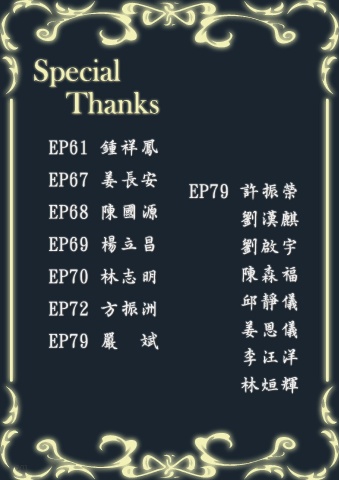 Special
Thanks
EP61 鍾祥鳳
EP67 姜長安
EP68 陳國源
EP69 楊立昌
EP70 林志明
EP72 方振洲
EP79 嚴　斌
EP79 許振榮
劉漢麒
劉啟宇
陳森福
邱靜儀
姜恩儀
李汪洋
林烜輝